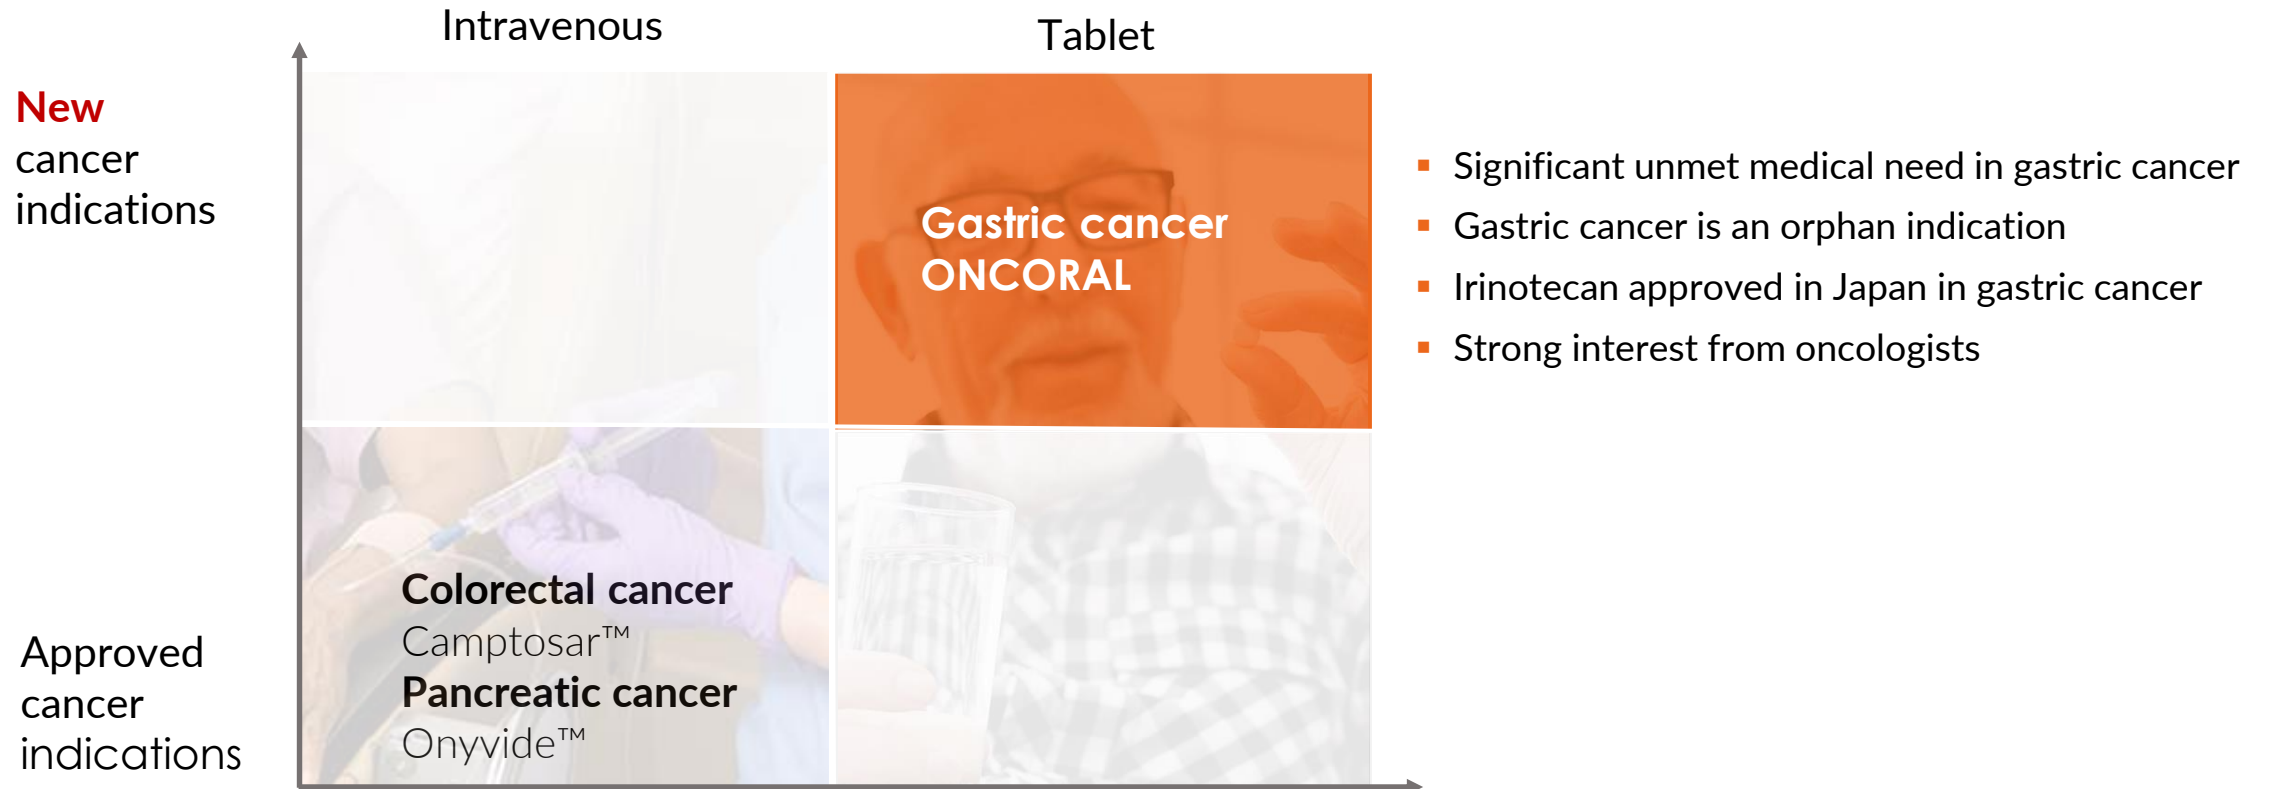 Intravenous
Tablet
New
cancer
indications
Gastric cancer
ONCORAL
▪ Significant unmet medical need in gastric cancer
▪ Gastric cancer is an orphan indication
▪ Irinotecan approved in Japan in gastric cancer
▪ Strong interest from oncologists
Approved
cancer
indications
Colorectal cancer
Camptosar™
Pancreatic cancer
Onyvide™